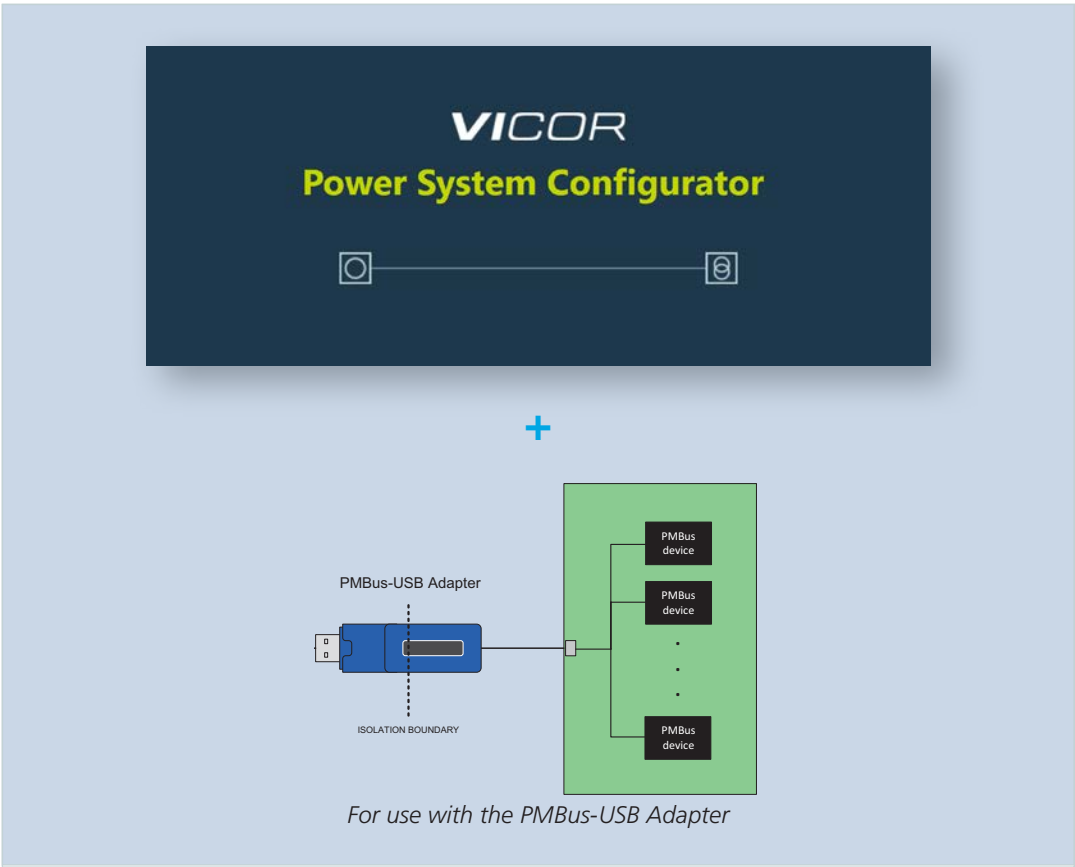 VICOR
Power System Configurator
+
PMBus
device
PMBus-USB Adapter
PMBus
device
ISOLATION BOUNDARY
PMBus
device
For use with the PMBus-USB Adapter